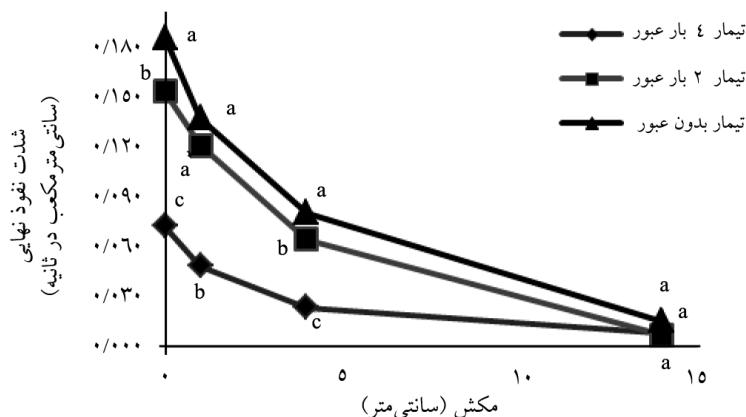 تیمار ٤ بار عبور
تیمار ٢ بار عبور
تیمار بدون عبور
شدت نفوذ نهایی
(سانتی‌متر مکعب در ثانیه)
٠/١٨٠
٠/١٥٠
٠/١٢٠
٠/٠٩٠
٠/٠٦٠
٠/٠٣٠
٠/٠٠٠
a
b
a
a
c
b
a
b
c
a
a
a
٠
٥
١٠
١٥
مکش (سانتی‌متر)